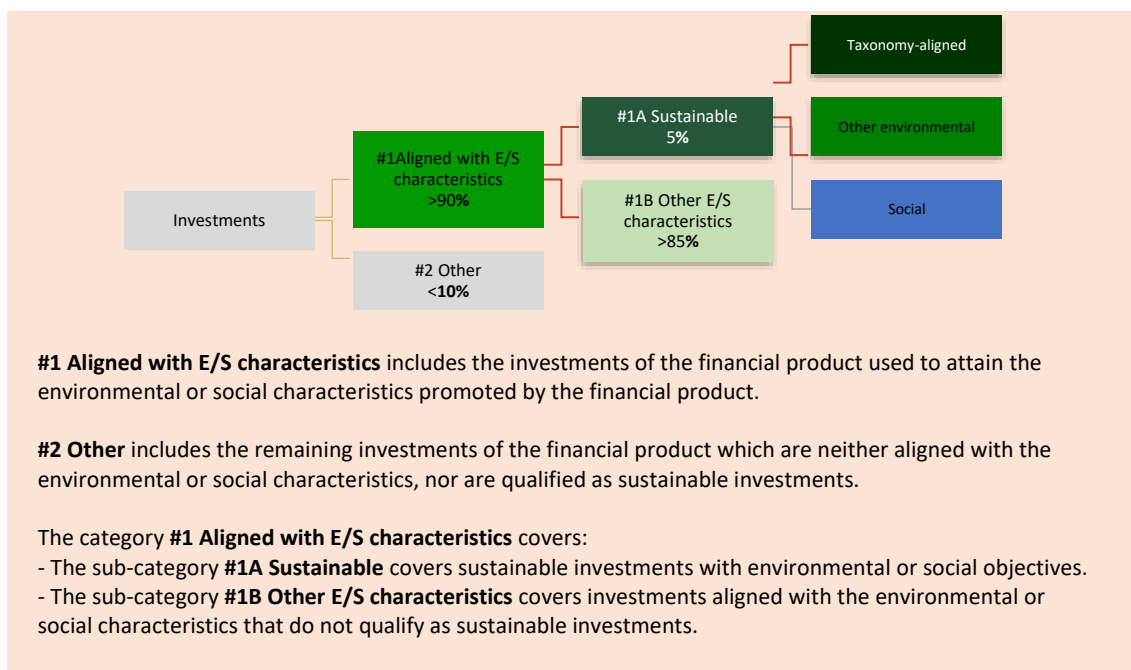 Taxonomy-aligned
#1A Sustainable
5%
Other environmental
#1Aligned with E/S
characteristics
>90%
#1B Other E/S
characteristics
>85%
Social
Investments
#2 Other
<10%
#1 Aligned with E/S characteristics includes the investments of the financial product used to attain the
environmental or social characteristics promoted by the financial product.
#2 Other includes the remaining investments of the financial product which are neither aligned with the
environmental or social characteristics, nor are qualified as sustainable investments.
The category #1 Aligned with E/S characteristics covers:
- The sub-category #1A Sustainable covers sustainable investments with environmental or social objectives.
- The sub-category #1B Other E/S characteristics covers investments aligned with the environmental or
social characteristics that do not qualify as sustainable investments.